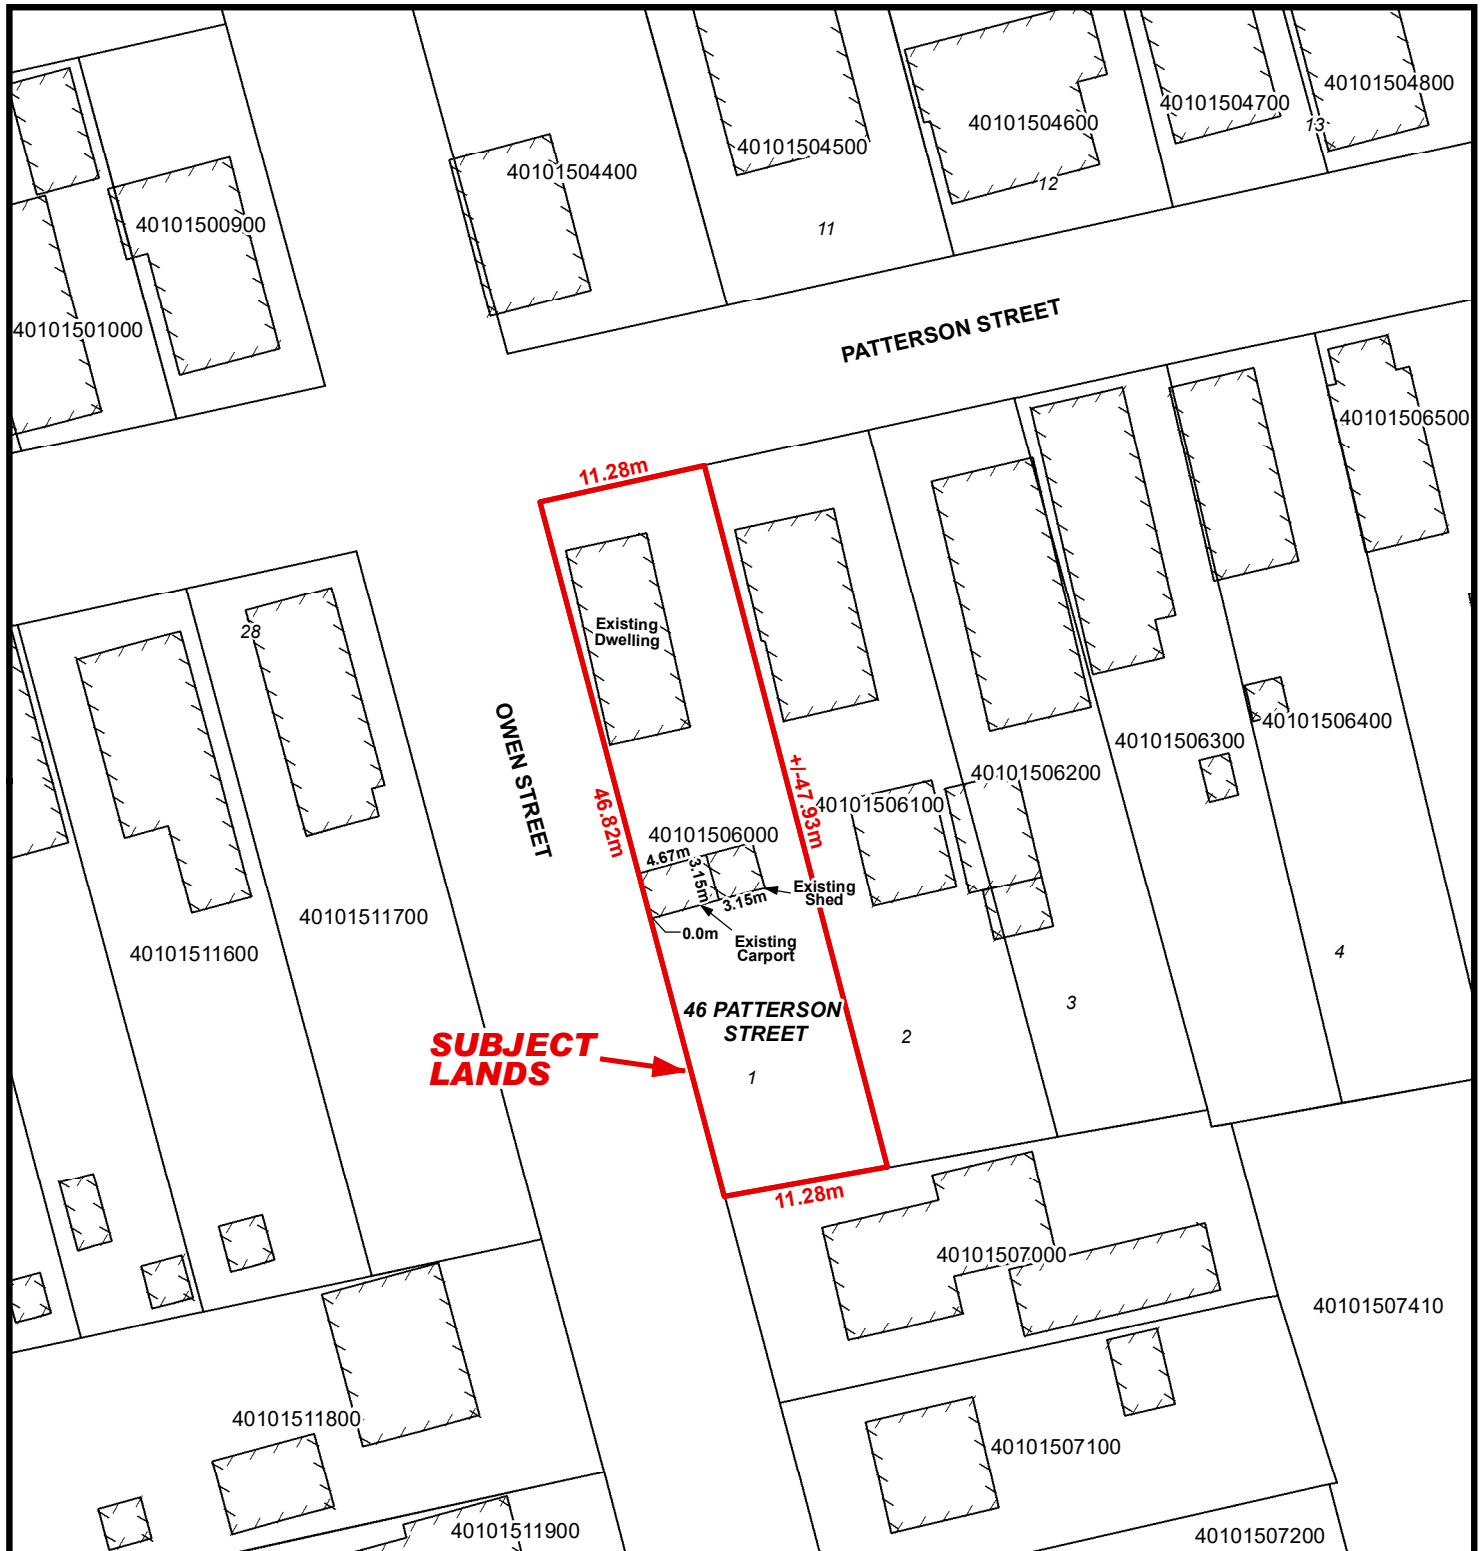 40101504800
40101504700
40101504600
13
40101504500
40101504400
12
40101500900
11
40101501000
PATTERSON STREET
40101506500
11.28m
28
Existing
Dwelling
OWEN STREET
40101506400
40101506300
40101506200
+/-47.93m
46.82m
40101506100
40101506000
4.67m
3.15m
3.15m
Existing
Shed
0.0m
Existing
Carport
40101511700
40101511600
4
3
46 PATTERSON
STREET
2
SUBJECT
LANDS
1
11.28m
40101507000
40101507410
40101511800
40101507100
40101511900
40101507200